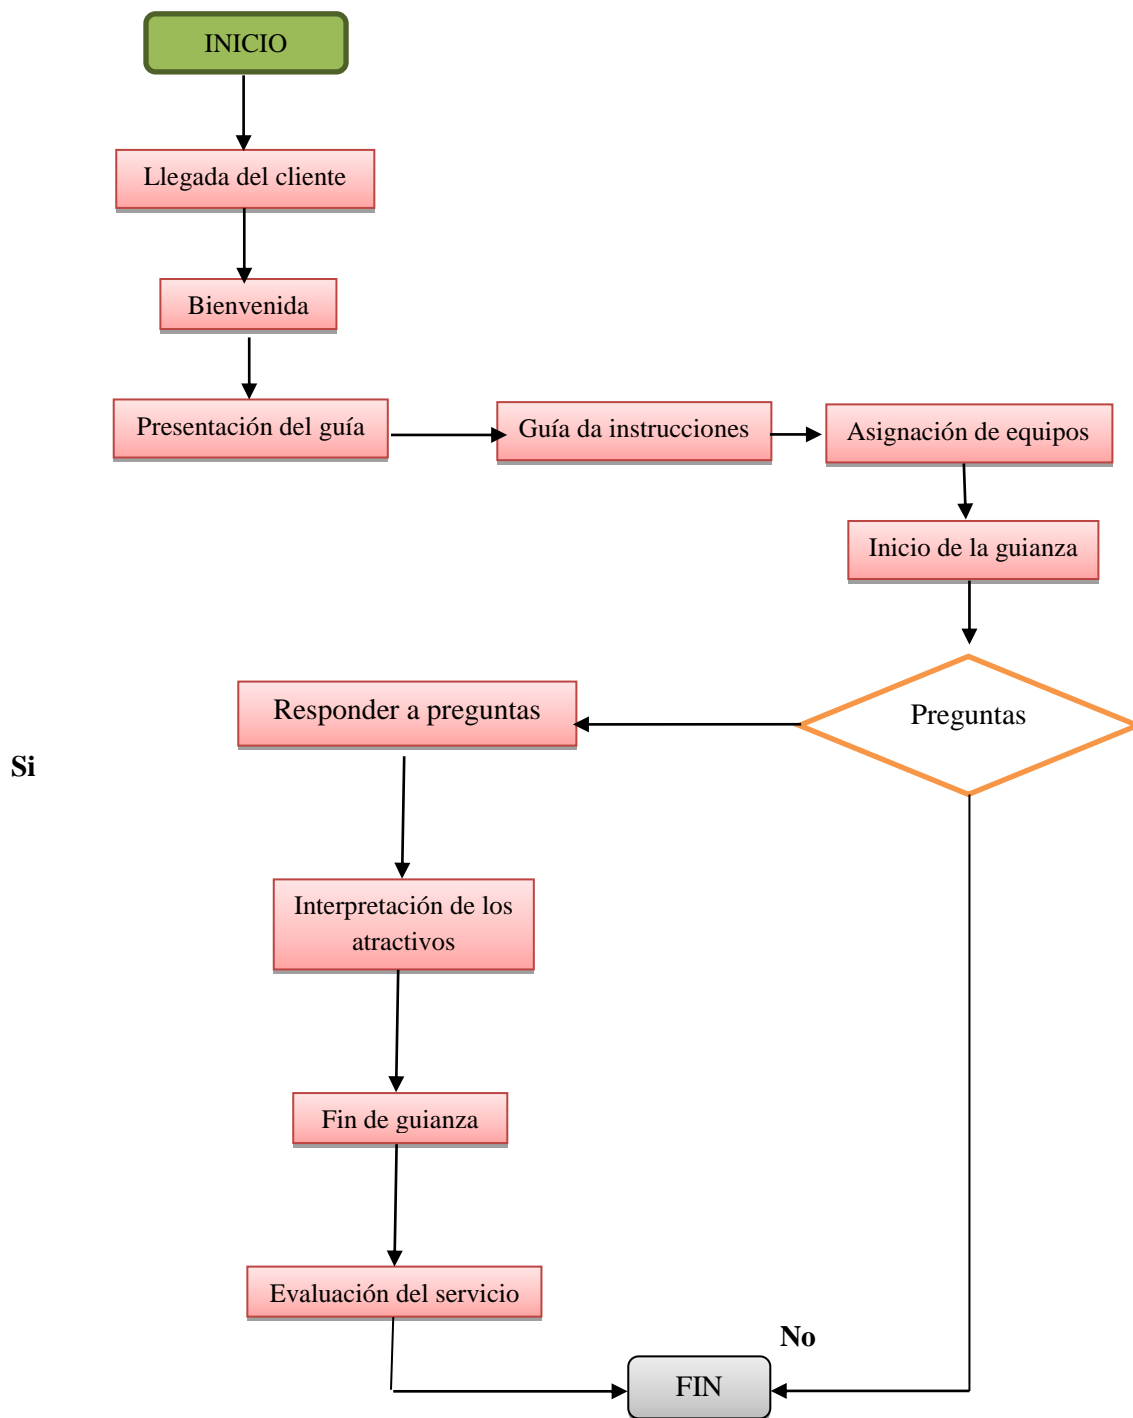 INICIO
Llegada del cliente
Bienvenida
Presentación del guía
Guía da instrucciones
Asignación de equipos
Inicio de la guianza
Preguntas
Responder a preguntas
Si
Interpretación de los
atractivos
Fin de guianza
Evaluación del servicio
No
FIN